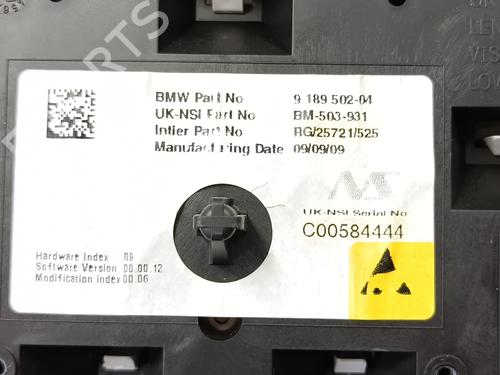 BMW Part No 9 189 502-04
UK-NSI Part No BM-503-931
Intier Part No RG/25721/525
Manufacturing Date 09/09/09
UK-NSI Serial No
C00584444
Hardware Index 09
Software Version 00.00.12
Modification Index 00.06